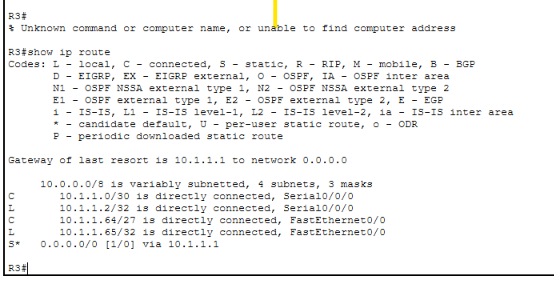 R3#
% Unknown command or computer name, or unable to find computer address
R3#show ip route
Codes: L - local, C - connected, S - static, R - RIP, M - mobile, B - BGP
D - EIGRP, EX - EIGRP external, O - OSPF, IA - OSPF inter area
N1 - OSPF NSSA external type 1, N2 - OSPF NSSA external type 2
E1 - OSPF external type 1, E2 - OSPF external type 2, E - EGP
i - IS-IS, L1 - IS-IS level-1, L2 - IS-IS level-2, ia - IS-IS inter area
* - candidate default, U - per-user static route, o - ODR
P - periodic downloaded static route
Gateway of last resort is 10.1.1.1 to network 0.0.0.0
10.0.0.0/8 is variably subnetted, 4 subnets, 3 masks
C 10.1.1.0/30 is directly connected, Serial0/0/0
L 10.1.1.2/32 is directly connected, Serial0/0/0
C 10.1.1.64/27 is directly connected, FastEthernet0/0
L 10.1.1.65/32 is directly connected, FastEthernet0/0
S* 0.0.0.0/0 [1/0] via 10.1.1.1
R3#